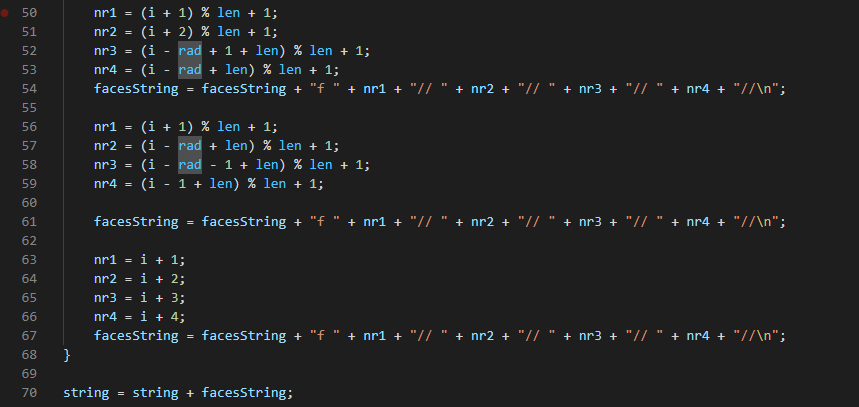 50 nr1 = (i + 1) % len + 1;
51 nr2 = (i + 2) % len + 1;
52 nr3 = (i - rad + 1 + len) % len + 1;
53 nr4 = (i - rad + len) % len + 1;
54 facesString = facesString + "f " + nr1 + "// " + nr2 + "// " + nr3 + "// " + nr4 + "//\n";
55
56 nr1 = (i + 1) % len + 1;
57 nr2 = (i - rad + len) % len + 1;
58 nr3 = (i - rad - 1 + len) % len + 1;
59 nr4 = (i - 1 + len) % len + 1;
60
61 facesString = facesString + "f " + nr1 + "// " + nr2 + "// " + nr3 + "// " + nr4 + "//\n";
62
63 nr1 = i + 1;
64 nr2 = i + 2;
65 nr3 = i + 3;
66 nr4 = i + 4;
67 facesString = facesString + "f " + nr1 + "// " + nr2 + "// " + nr3 + "// " + nr4 + "//\n";
68 }
69
70 string = string + facesString;